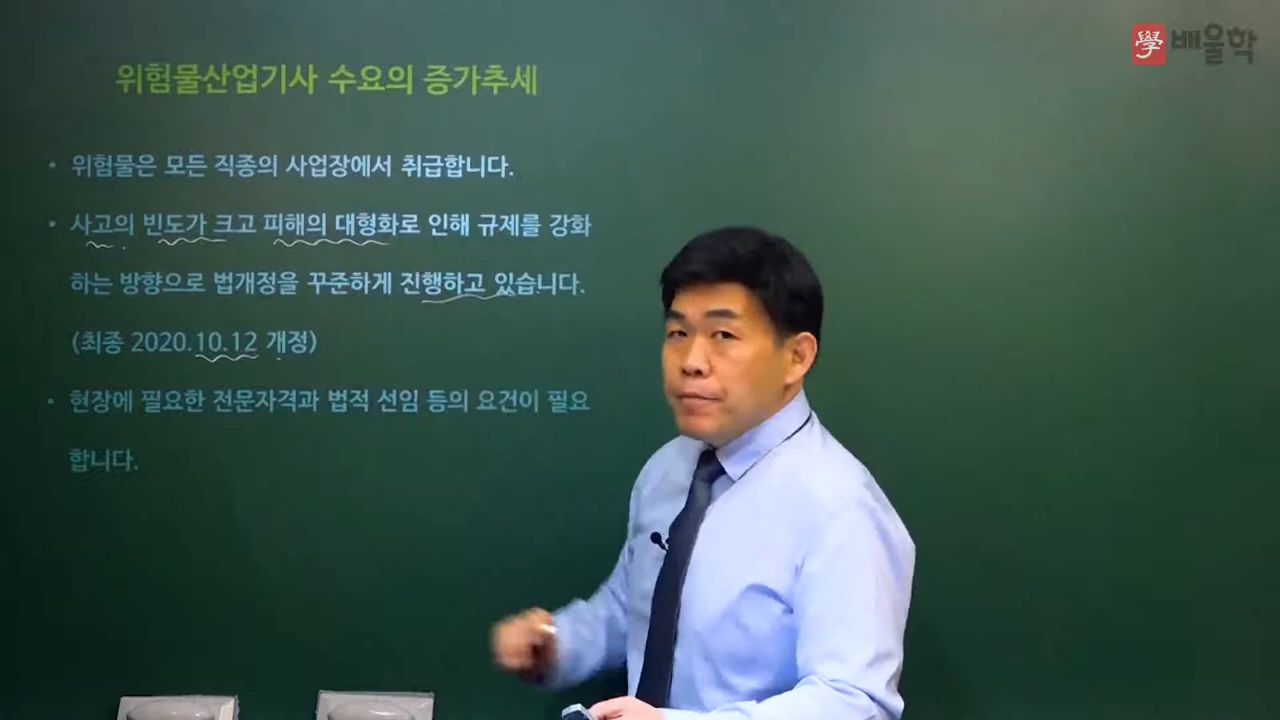 學 배울학
위험물산업기사 수요의 증가추세
• 위험물은 모든 직종의 사업장에서 취급합니다.
• 사고의 빈도가 크고 피해의 대형화로 인해 규제를 강화
하는 방향으로 법개정을 꾸준하게 진행하고 있습니다.
(최종 2020.10.12 개정)
• 현장에 필요한 전문자격과 법적 선임 등의 요건이 필요
합니다.